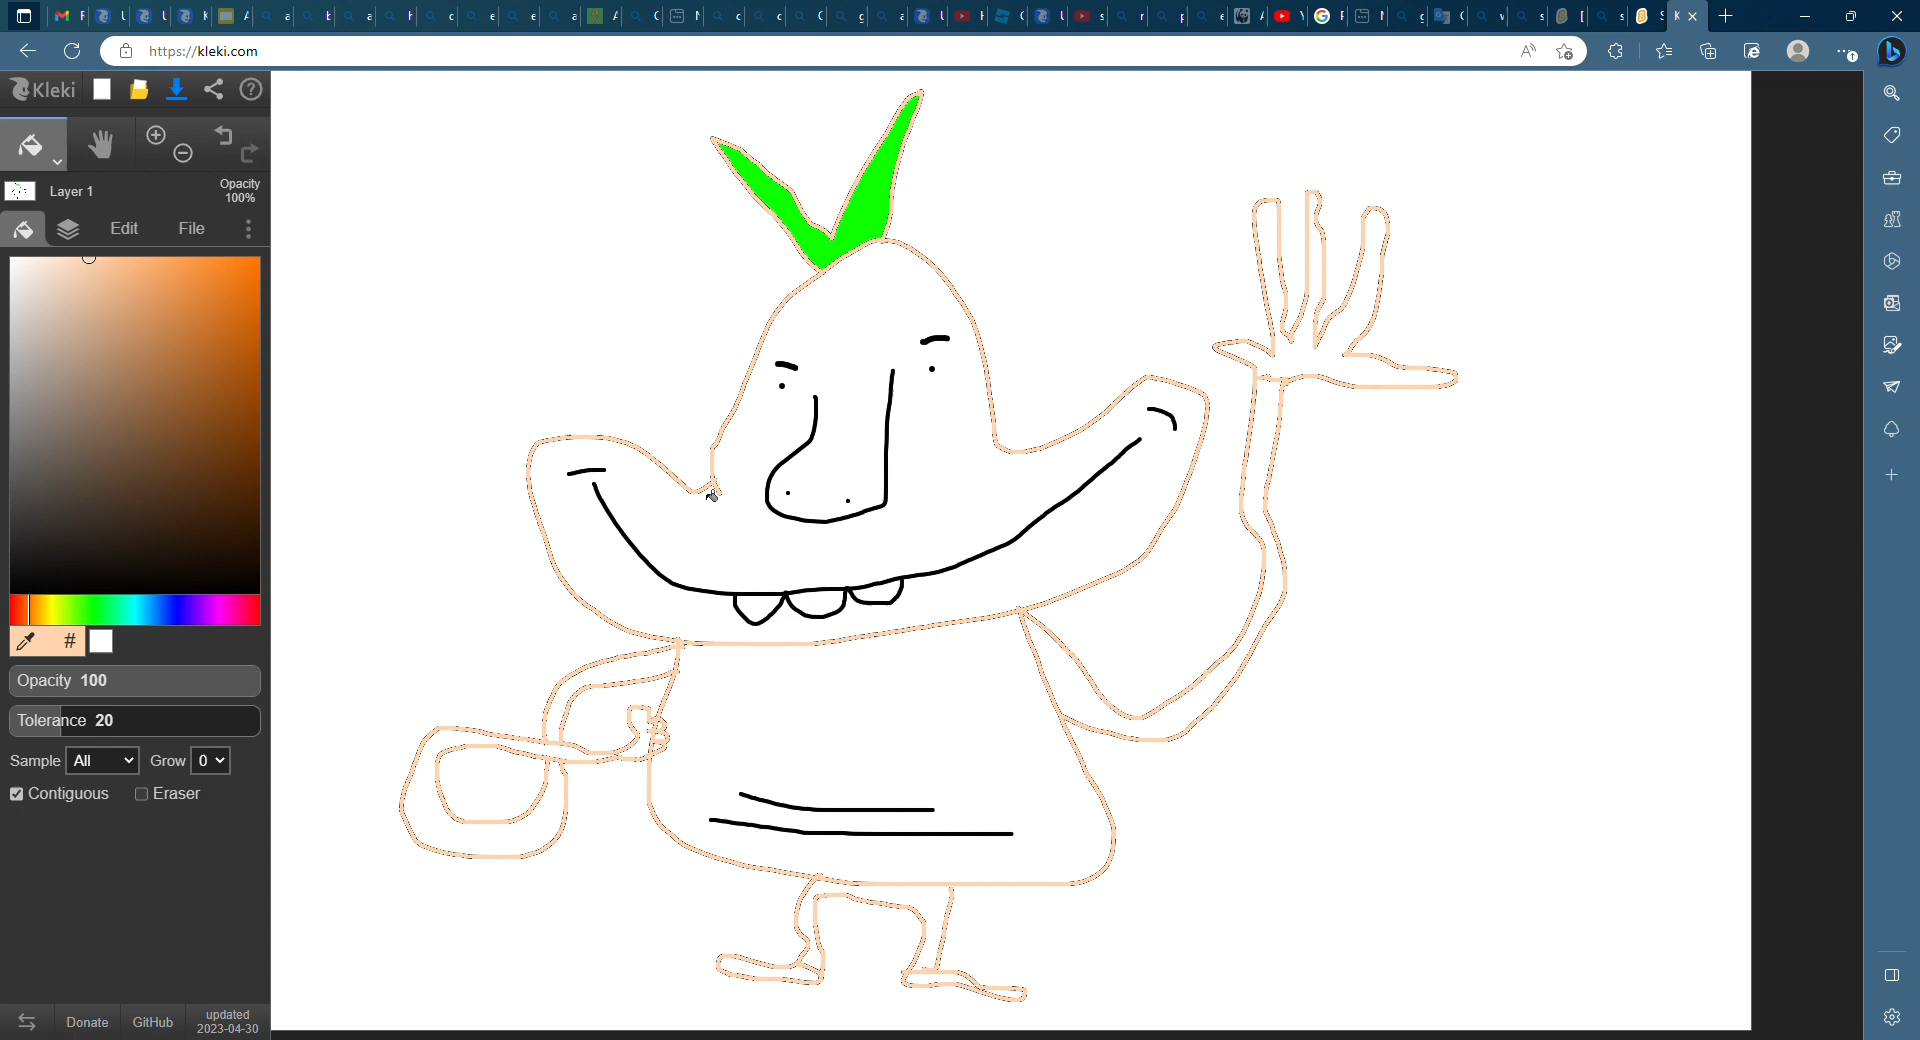 https://kleki.com
Kleki
Layer 1
Opacity
100%
Edit
File
#
Opacity 100
Tolerance 20
Sample All Grow 0
Contiguous Eraser
Donate
GitHub
updated
2023-04-30